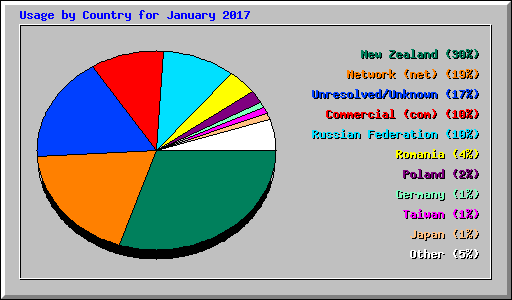 Usage by Country for January 2017
New Zealand (30%)
Network (net) (19%)
Unresolved/Unknown (17%)
Commercial (com) (10%)
Russian Federation (10%)
Romania (4%)
Poland (2%)
Germany (1%)
Taiwan (1%)
Japan (1%)
Other (5%)